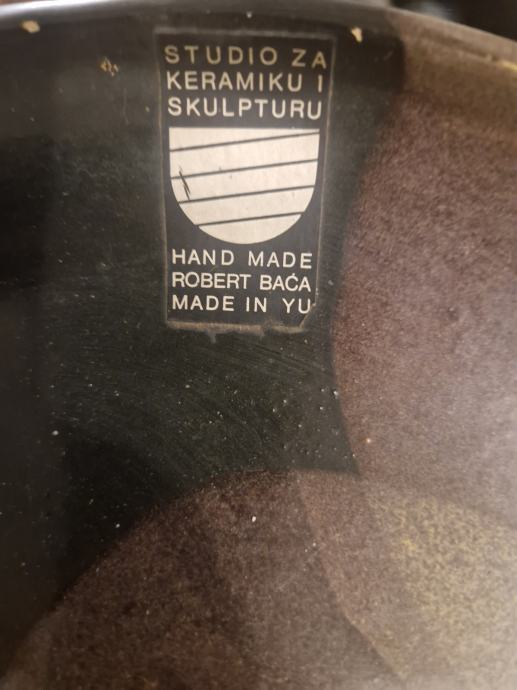 STUDIO ZA
KERAMIKU I
SKULPTURU
HAND MADE
ROBERT BAĆA
MADE IN YU